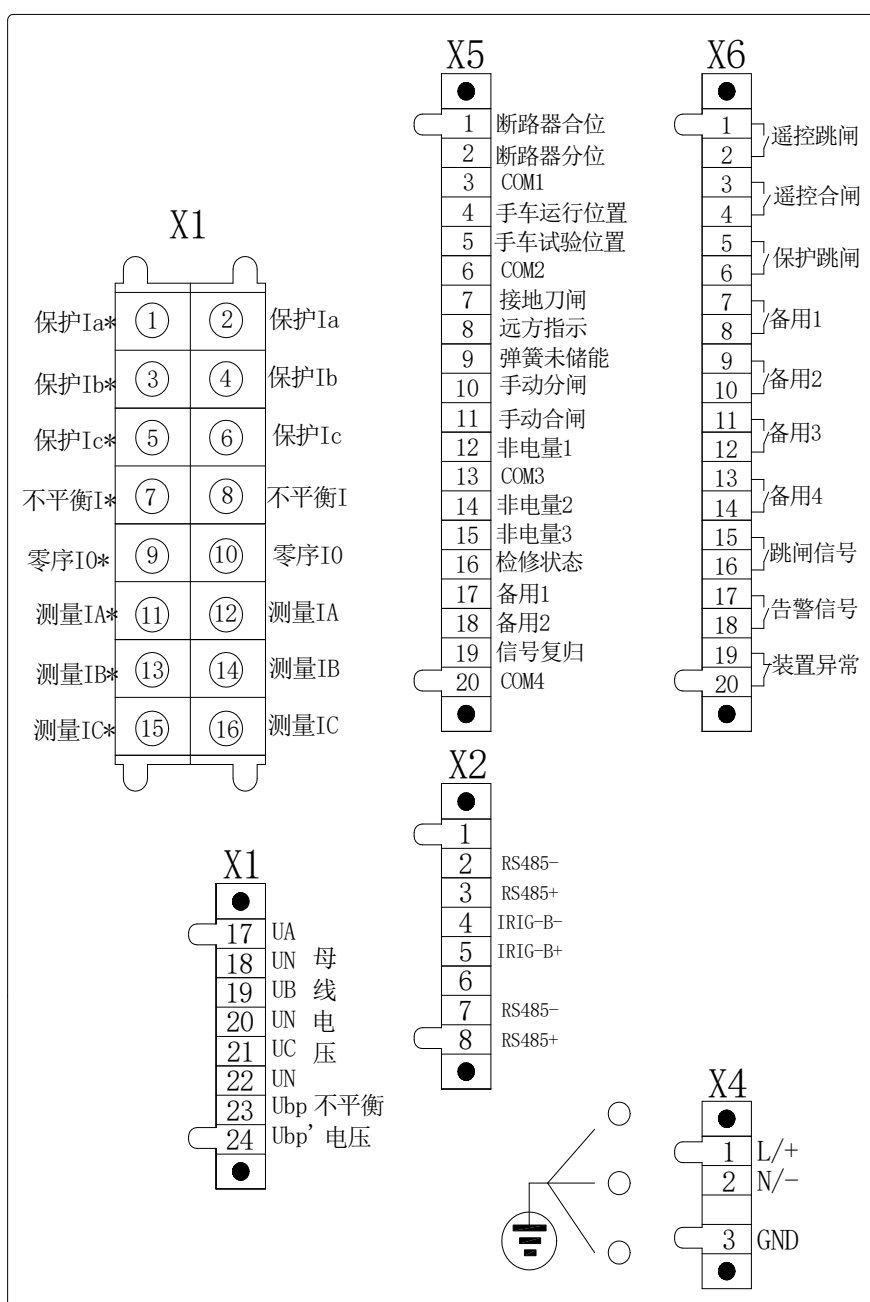 X1
保护Ia* ① ② 保护Ia
保护Ib* ③ ④ 保护Ib
保护Ic* ⑤ ⑥ 保护Ic
不平衡I* ⑦ ⑧ 不平衡I
零序I0* ⑨ ⑩ 零序I0
测量IA* ⑪ ⑫ 测量IA
测量IB* ⑬ ⑭ 测量IB
测量IC* ⑮ ⑯ 测量IC
X5
1 断路器合位
2 断路器分位
3 COM1
4 手车运行位置
5 手车试验位置
6 COM2
7 接地刀闸
8 远方指示
9 弹簧未储能
10 手动分闸
11 手动合闸
12 非电量1
13 COM3
14 非电量2
15 非电量3
16 检修状态
17 备用1
18 备用2
19 信号复归
20 COM4
X6
1
2
遥控跳闸
3
4
遥控合闸
5
6
保护跳闸
7
8
备用1
9
10
备用2
11
12
备用3
13
14
备用4
15
16
跳闸信号
17
18
告警信号
19
20
装置异常
X1
17 UA
18 UN
19 UB
20 UN
21 UC
22 UN
母线电压
23 Ubp 不平衡
24 Ubp' 电压
X2
1
2 RS485-
3 RS485+
4 IRIG-B-
5 IRIG-B+
6
7 RS485-
8 RS485+
X4
1 L/+
2 N/-
3 GND